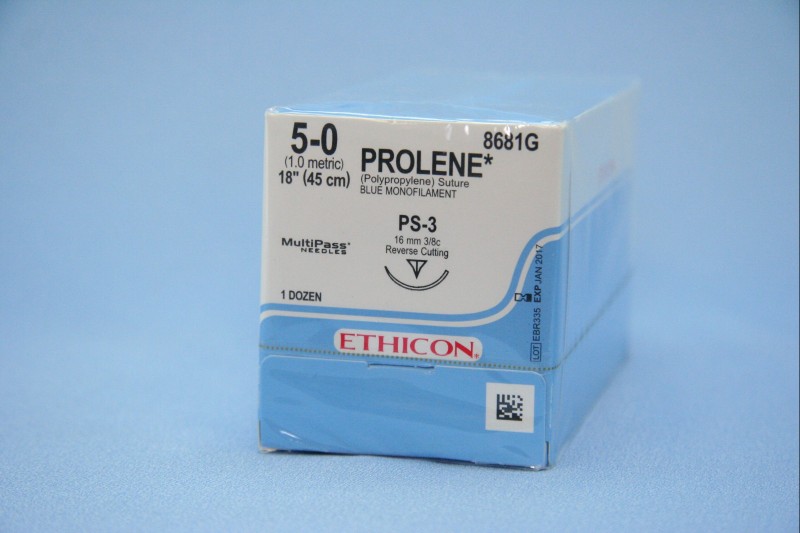 5-0
(1.0 metric)
18" (45 cm)
PROLENE*
(Polypropylene) Suture
BLUE MONOFILAMENT
8681G
PS-3
16 mm 3/8c
Reverse Cutting
MultiPass*
NEEDLES
1 DOZEN
LOT EBR335 EXP JAN 2017
ETHICON